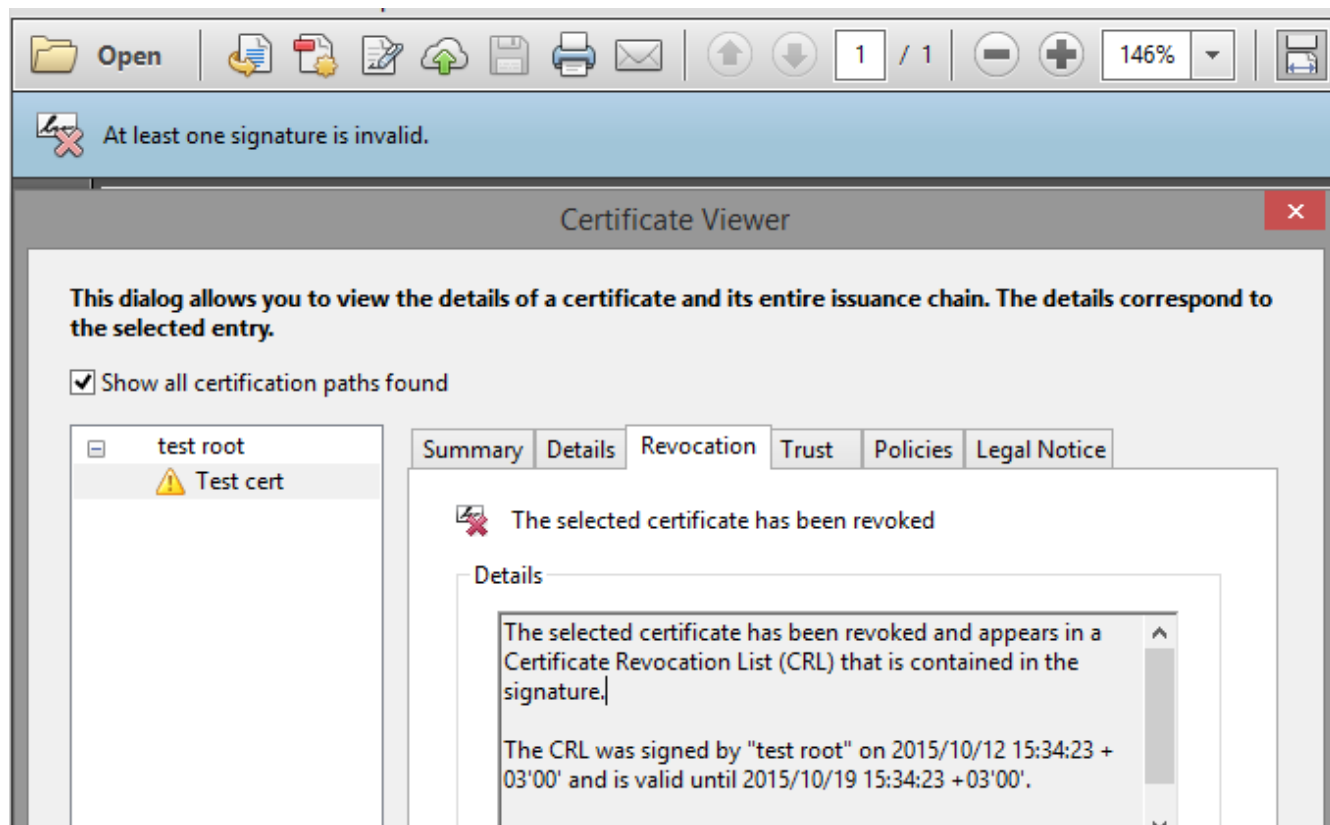 Open
1 / 1
146%
At least one signature is invalid.
Certificate Viewer
This dialog allows you to view the details of a certificate and its entire issuance chain. The details correspond to
the selected entry.
Show all certification paths found
test root
Test cert
Summary Details Revocation Trust Policies Legal Notice
The selected certificate has been revoked
Details
The selected certificate has been revoked and appears in a
Certificate Revocation List (CRL) that is contained in the
signature.
The CRL was signed by "test root" on 2015/10/12 15:34:23 +
03'00' and is valid until 2015/10/19 15:34:23 +03'00'.